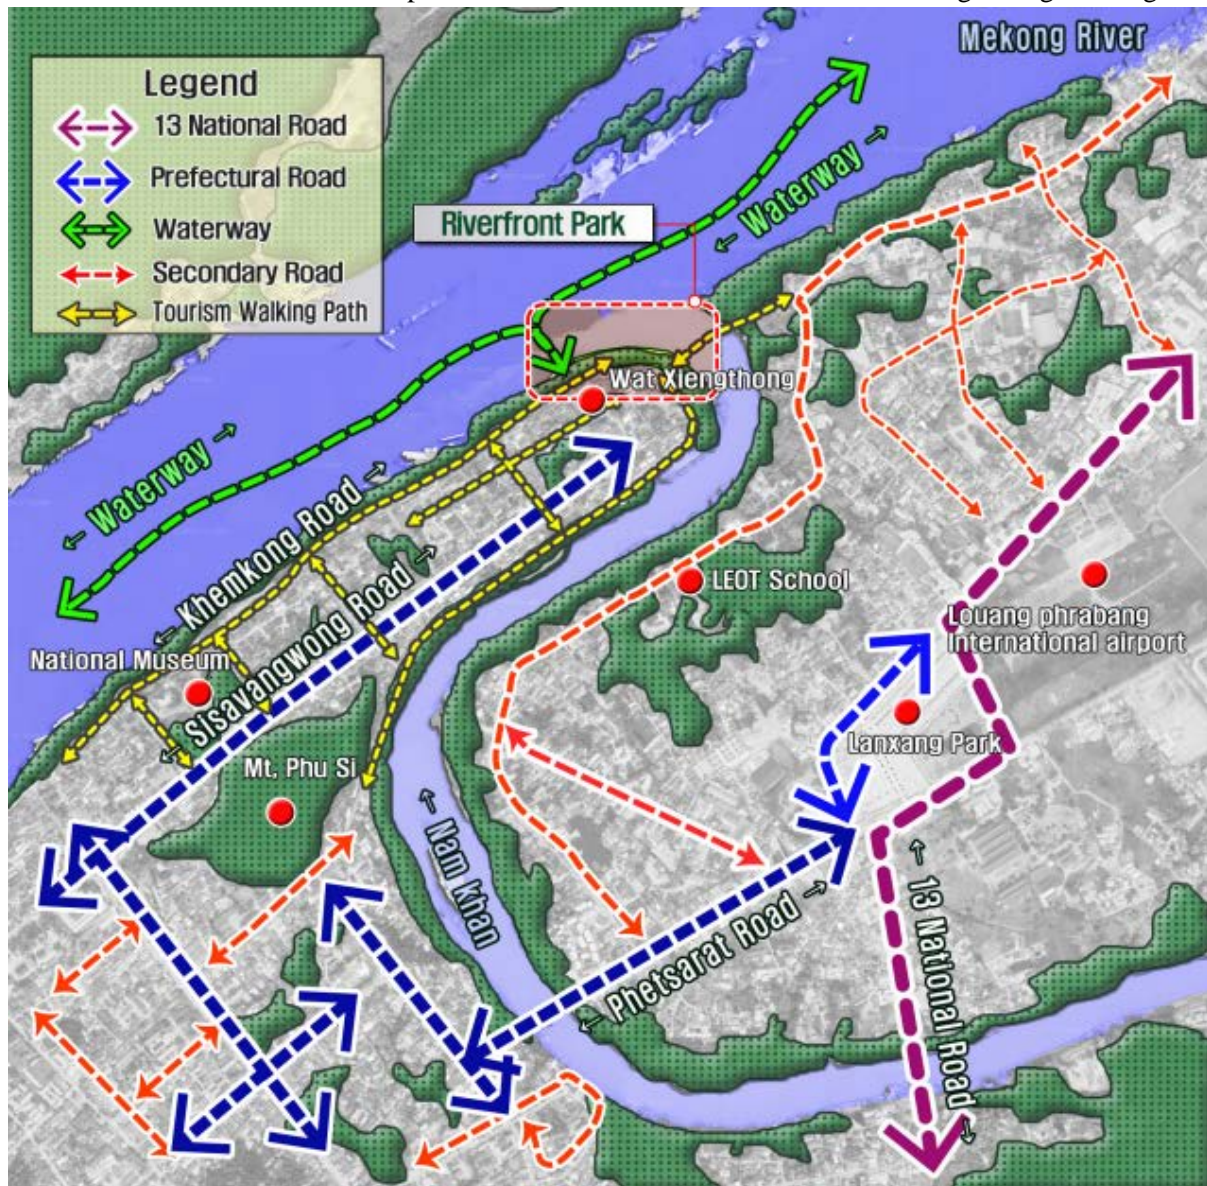 Mekong River
Legend
13 National Road
Prefectural Road
Waterway
Secondary Road
Tourism Walking Path
Riverfront Park
← Waterway →
Wat Xiengthong
← Waterway →
← Khemkong Road →
← Sisavangwong Road →
LEOT School
Louang phrabang
International airport
National Museum
Lanxang Park
Mt. Phu Si
← Nam Khan
← Phetsarat Road →
← 13 National Road →